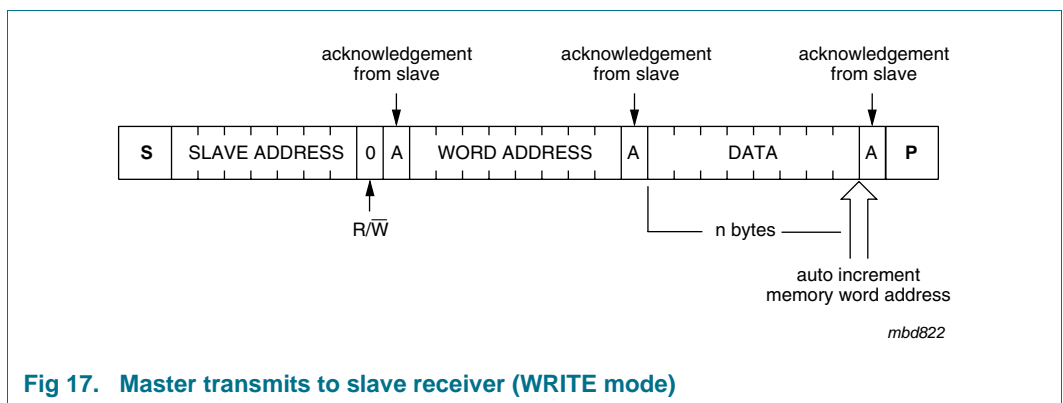 acknowledgement
from slave
acknowledgement
from slave
acknowledgement
from slave
S SLAVE ADDRESS 0 A WORD ADDRESS A DATA A P
R/W̅
n bytes
auto increment
memory word address
mbd822
Fig 17. Master transmits to slave receiver (WRITE mode)